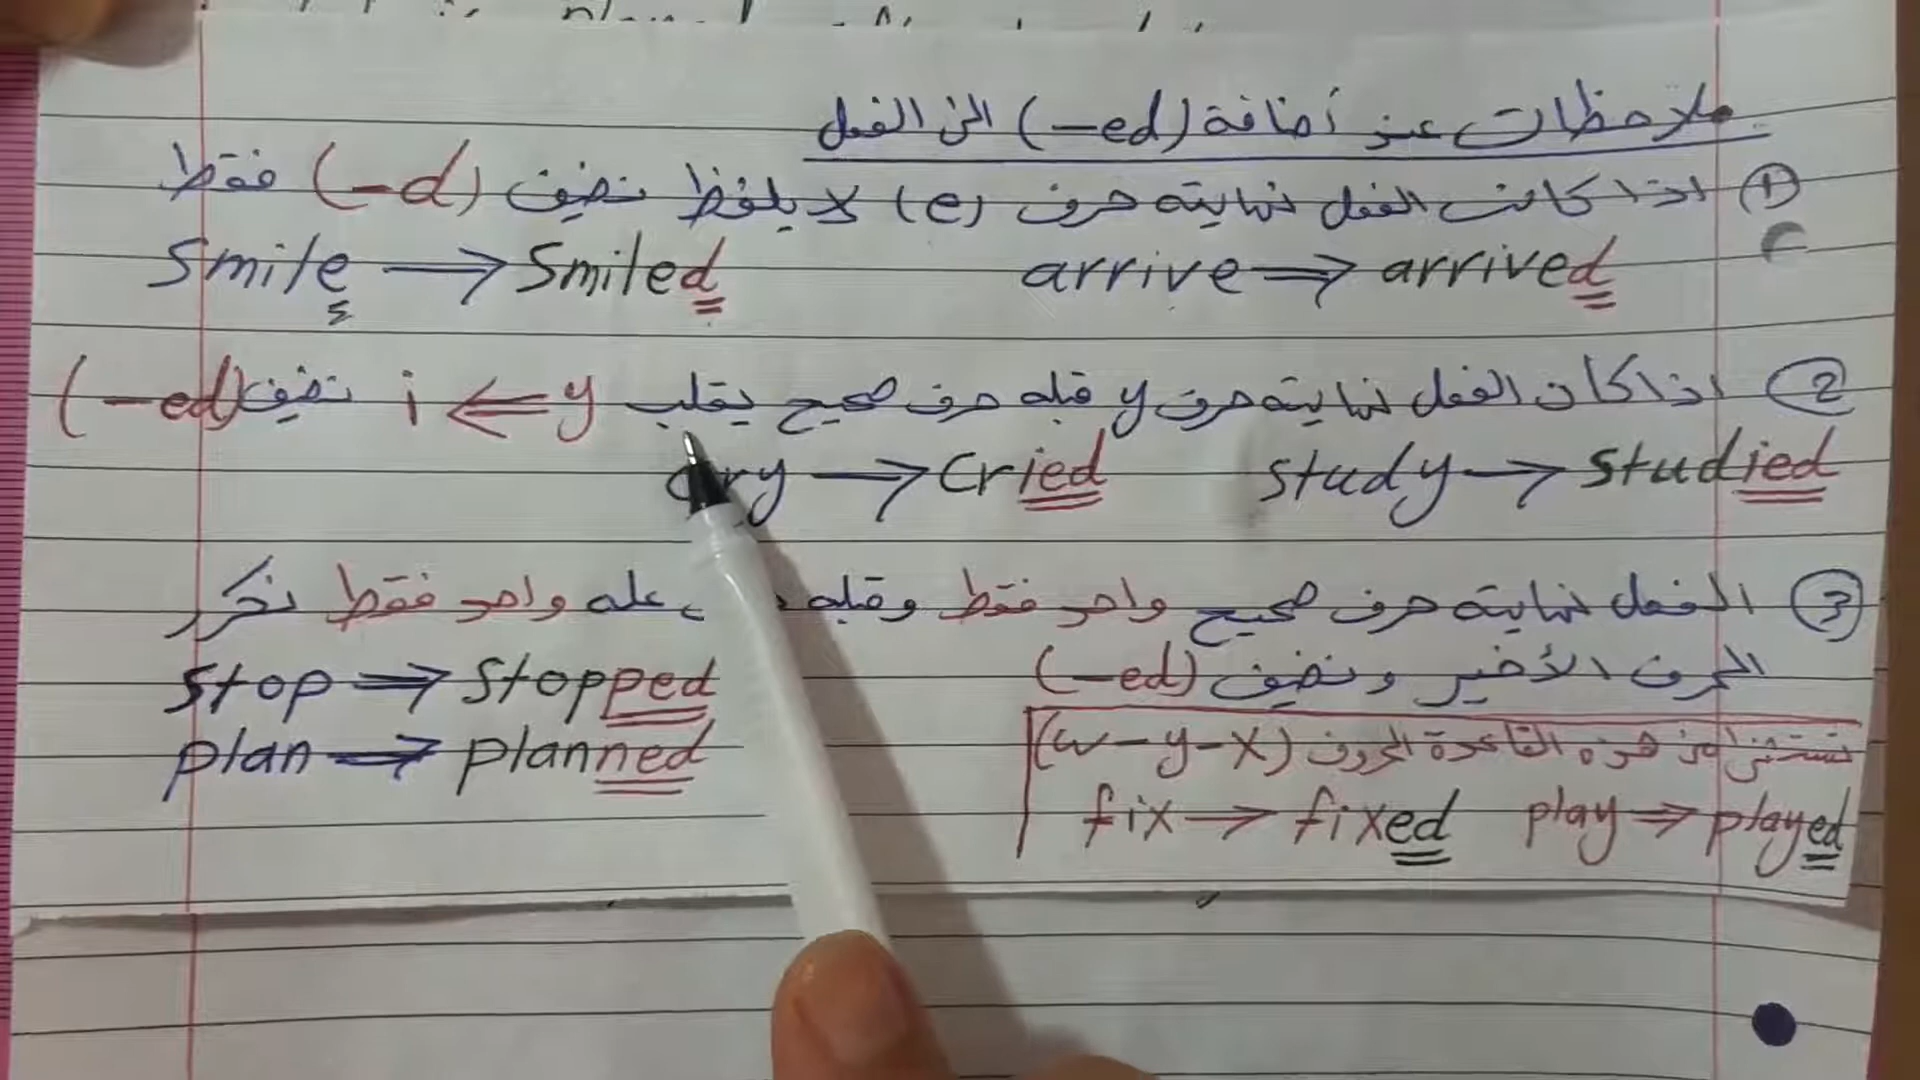 ملاحظات عن أضافة (ed–) الى الفعل
① اذا كانت الفعل نهايته حرف (e) لا يلفظ نضيف (d–) فقط
smile → smiled arrive → arrived
② اذا كان الفعل نهايته حرف y قبله حرف صحيح يقلب y ⇐ i نضيف (ed–)
cry → cried study → studied
③ الفعل نهايته حرف صحيح واحد فقط وقبله عله واحد فقط نكرر
الحرف الأخير ونضيف (ed–)
stop → stopped
plan → planned
نستثني من هذه القاعدة الحروف (w-y-x)
fix → fixed play → played